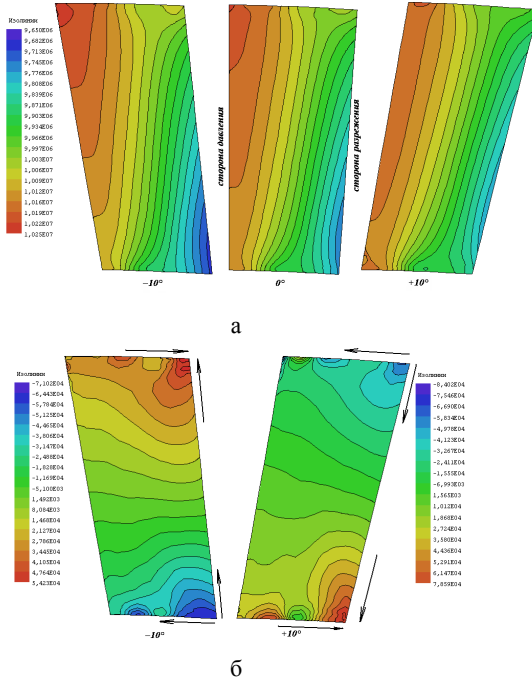 Изолинии
9,650E06
9,682E06
9,713E06
9,745E06
9,776E06
9,808E06
9,839E06
9,871E06
9,903E06
9,934E06
9,966E06
9,997E06
1,003E07
1,006E07
1,009E07
1,012E07
1,016E07
1,019E07
1,022E07
1,025E07
сторона давления
сторона разрежения
−10°
0°
+10°
а
Изолинии
-7,102E04
-6,443E04
-5,784E04
-5,125E04
-4,465E04
-3,806E04
-3,147E04
-2,488E04
-1,828E04
-1,169E04
-5,100E03
1,492E03
8,084E03
1,468E04
2,127E04
2,786E04
3,445E04
4,105E04
4,764E04
5,423E04
Изолинии
-8,402E04
-7,546E04
-6,690E04
-5,834E04
-4,978E04
-4,123E04
-3,267E04
-2,411E04
-1,555E04
-6,993E03
1,565E03
1,012E04
1,868E04
2,724E04
3,580E04
4,436E04
5,291E04
6,147E04
7,859E04
−10°
+10°
б